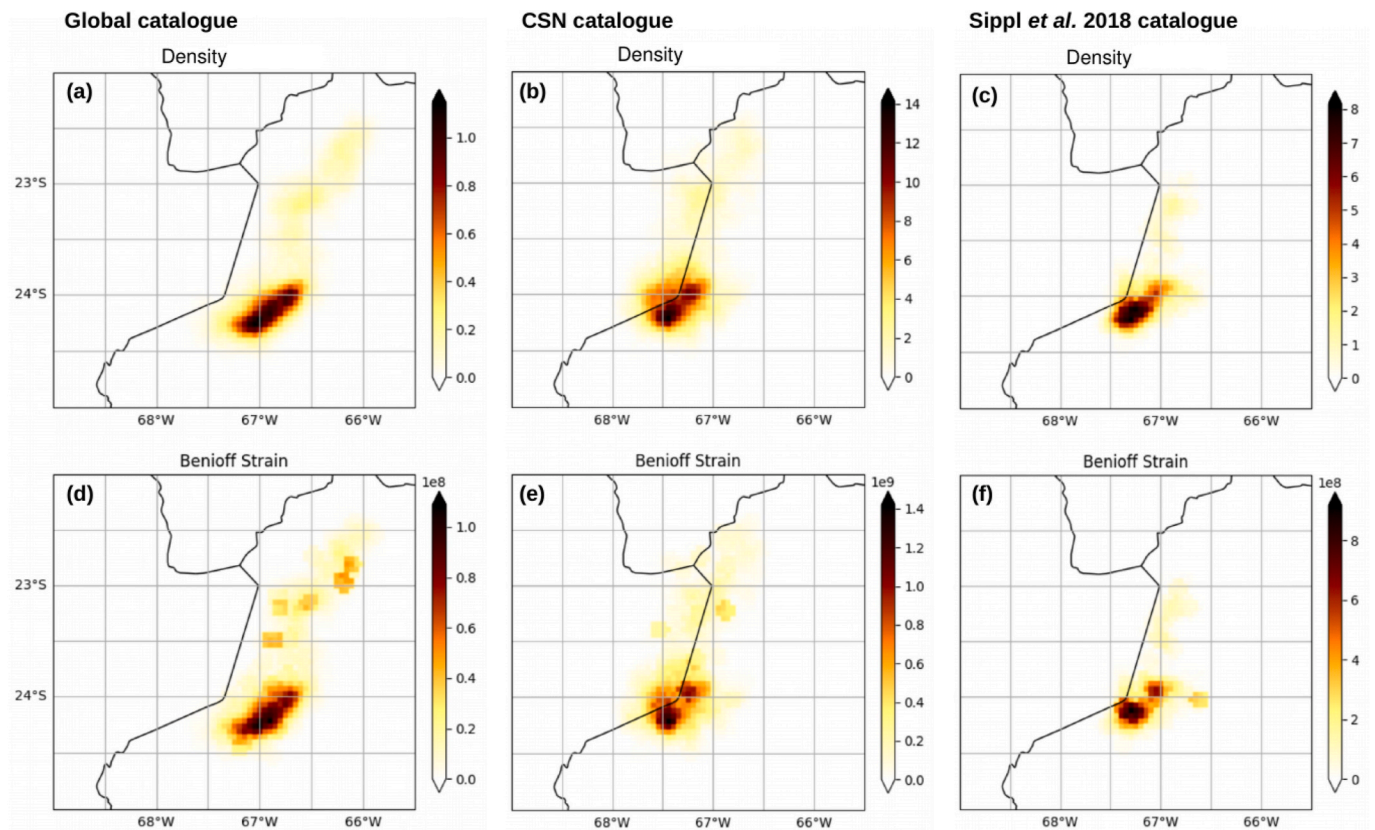 Global catalogue
CSN catalogue
Sippl et al. 2018 catalogue
Density
Density
Density
(a)
(b)
(c)
1.0
0.8
0.6
0.4
0.2
0.0
14
12
10
8
6
4
2
0
8
7
6
5
4
3
2
1
0
23°S
24°S
68°W 67°W 66°W
68°W 67°W 66°W
68°W 67°W 66°W
Benioff Strain
Benioff Strain
Benioff Strain
(d)
(e)
(f)
1e8
1.0
0.8
0.6
0.4
0.2
0.0
1e9
1.4
1.2
1.0
0.8
0.6
0.4
0.2
0.0
1e8
8
6
4
2
0
23°S
24°S
68°W 67°W 66°W
68°W 67°W 66°W
68°W 67°W 66°W